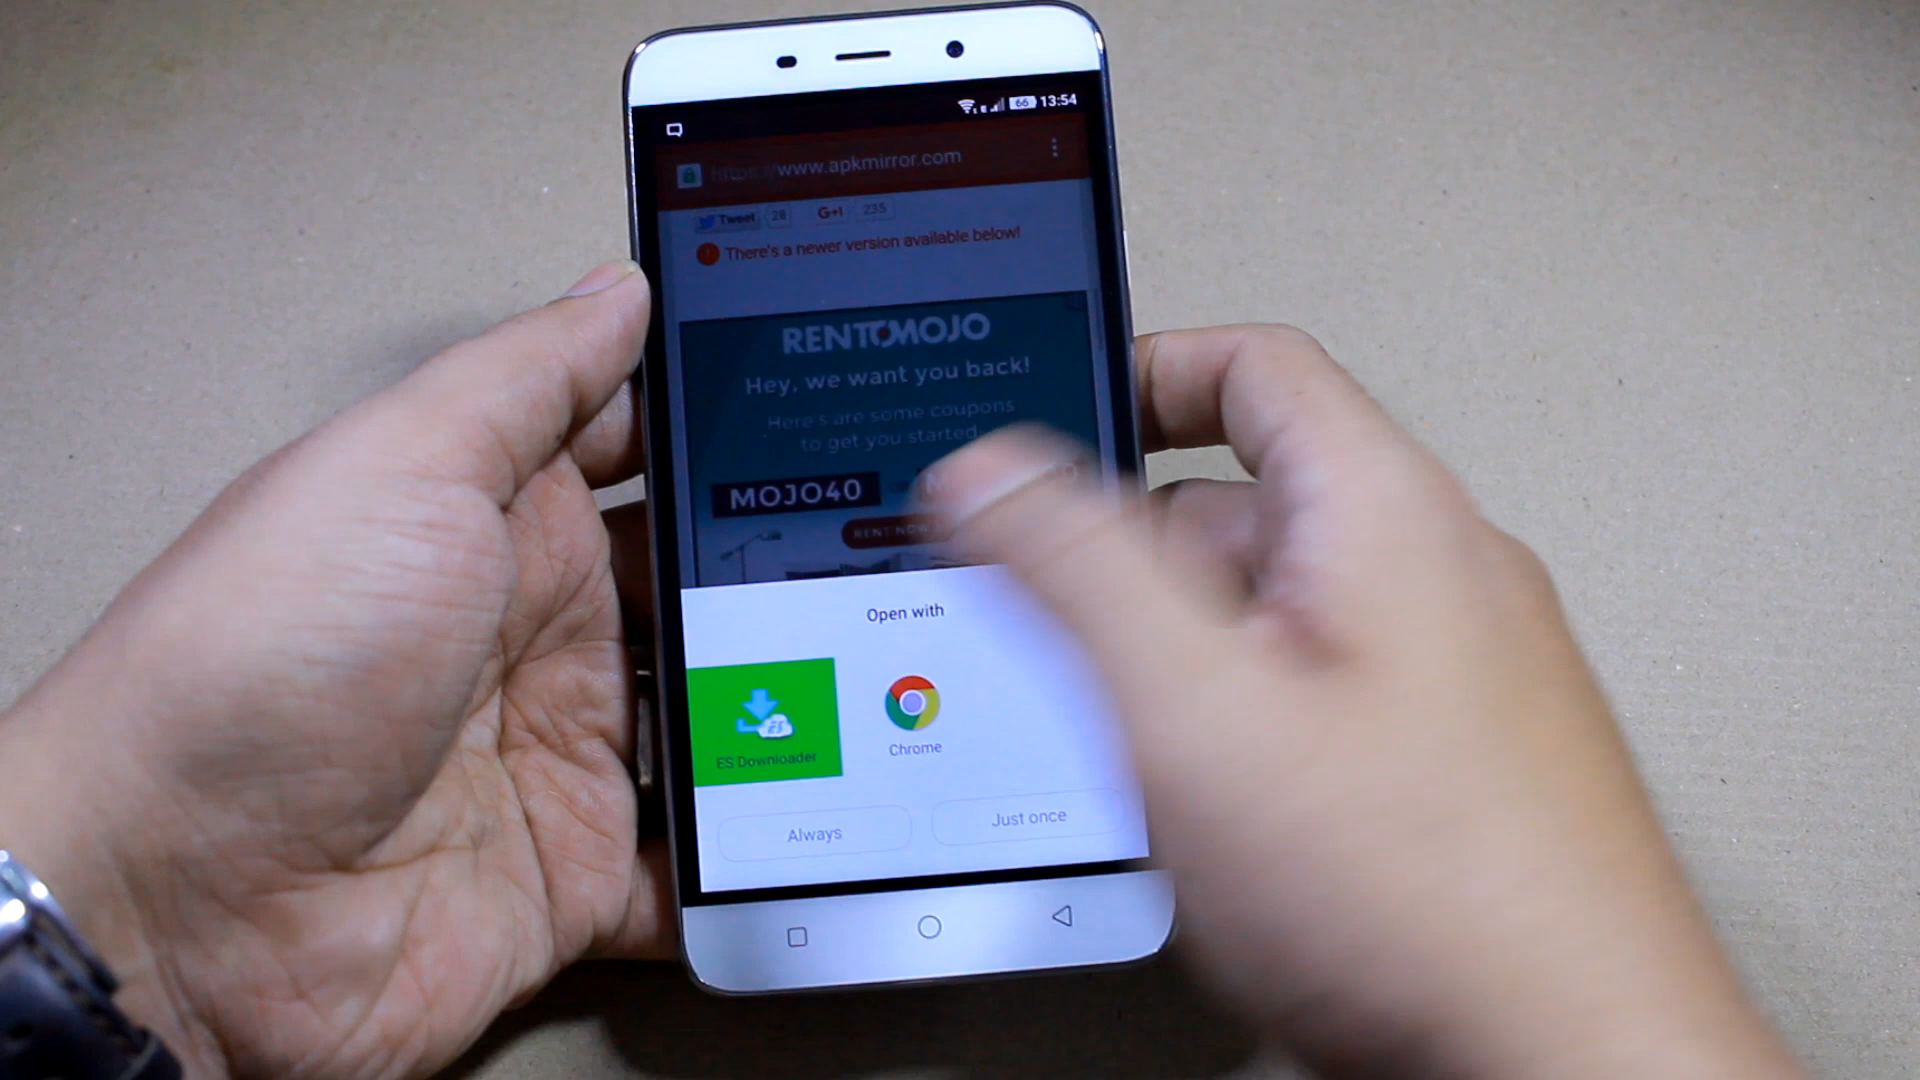 66 13:54
https://www.apkmirror.com
Tweet 28 G+1 235
! There's a newer version available below!
RENTOMOJO
Hey, we want you back!
Here's are some coupons
to get you started
MOJO40
RENT NOW
Open with
ES
ES Downloader
Chrome
Always
Just once